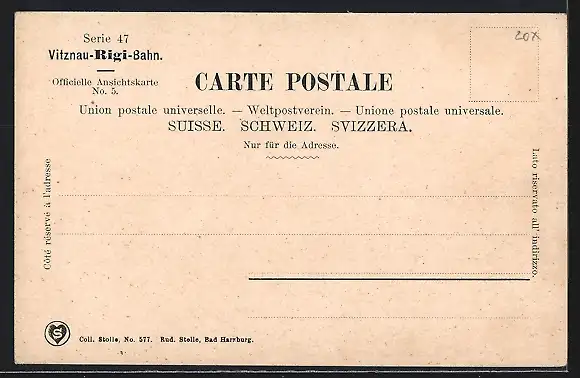 Serie 47
Vitznau-Rigi-Bahn.
Officielle Ansichtskarte
No. 5.
20x
CARTE POSTALE
Union postale universelle. — Weltpostverein. — Unione postale universale.
SUISSE. SCHWEIZ. SVIZZERA.
Nur für die Adresse.
Côté réservé à l'adresse
Lato riservato all' indirizzo.
Coll. Stolle, No. 577. Rud. Stolle, Bad Harzburg.